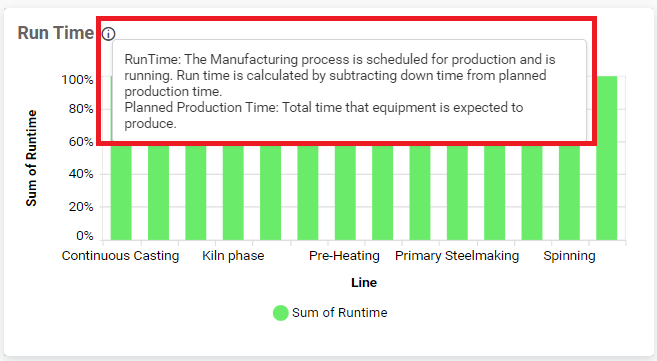 Run Time
RunTime: The Manufacturing process is scheduled for production and is
running. Run time is calculated by subtracting down time from planned
production time.
Planned Production Time: Total time that equipment is expected to
produce.
Sum of Runtime
100%
80%
60%
40%
20%
0%
Continuous Casting Kiln phase Pre-Heating Primary Steelmaking Spinning
Line
Sum of Runtime